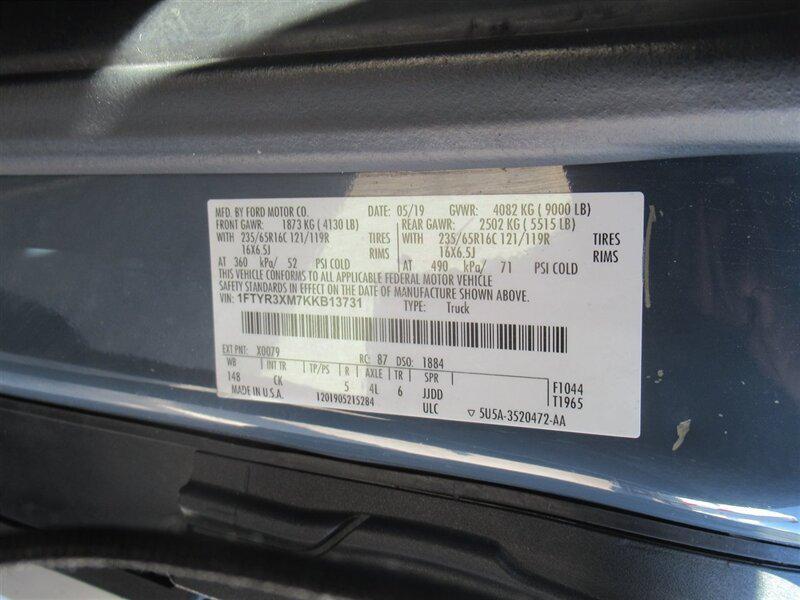 MFD. BY FORD MOTOR CO. DATE: 05/19 GVWR: 4082 KG ( 9000 LB)
FRONT GAWR: 1873 KG ( 4130 LB) REAR GAWR: 2502 KG ( 5515 LB)
WITH 235/65R16C 121/119R TIRES WITH 235/65R16C 121/119R TIRES
16X6.5J RIMS 16X6.5J RIMS
AT 360 kPa/ 52 PSI COLD AT 490 kPa/ 71 PSI COLD
THIS VEHICLE CONFORMS TO ALL APPLICABLE FEDERAL MOTOR VEHICLE
SAFETY STANDARDS IN EFFECT ON THE DATE OF MANUFACTURE SHOWN ABOVE.
VIN: 1FTYR3XM7KKB13731 TYPE: Truck
EXT PNT: X0079 RC: 87 DSO: 1884
WB INT TR TP/PS R AXLE TR SPR
148 CK 5 4L 6 JJDD F1044
MADE IN U.S.A. 1201905215284 ULC T1965
▽ 5U5A-3520472-AA